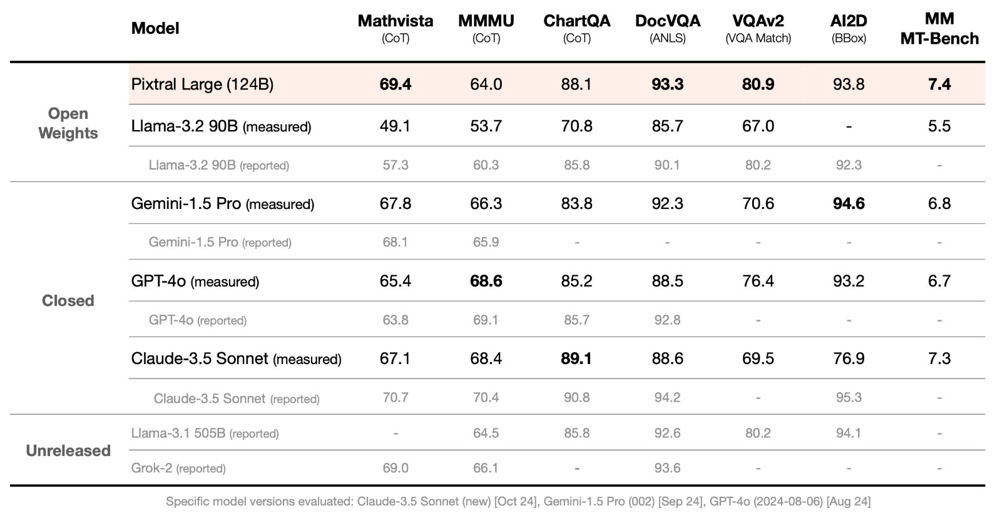 Model Mathvista (CoT) MMMU (CoT) ChartQA (CoT) DocVQA (ANLS) VQAv2 (VQA Match) AI2D (BBox) MM MT-Bench
Open Weights
Pixtral Large (124B) 69.4 64.0 88.1 93.3 80.9 93.8 7.4
Llama-3.2 90B (measured) 49.1 53.7 70.8 85.7 67.0 - 5.5
Llama-3.2 90B (reported) 57.3 60.3 85.8 90.1 80.2 92.3 -
Closed
Gemini-1.5 Pro (measured) 67.8 66.3 83.8 92.3 70.6 94.6 6.8
Gemini-1.5 Pro (reported) 68.1 65.9 - - - - -
GPT-4o (measured) 65.4 68.6 85.2 88.5 76.4 93.2 6.7
GPT-4o (reported) 63.8 69.1 85.7 92.8 - - -
Claude-3.5 Sonnet (measured) 67.1 68.4 89.1 88.6 69.5 76.9 7.3
Claude-3.5 Sonnet (reported) 70.7 70.4 90.8 94.2 - 95.3 -
Unreleased
Llama-3.1 505B (reported) - 64.5 85.8 92.6 80.2 94.1 -
Grok-2 (reported) 69.0 66.1 - 93.6 - - -
Specific model versions evaluated: Claude-3.5 Sonnet (new) [Oct 24], Gemini-1.5 Pro (002) [Sep 24], GPT-4o (2024-08-06) [Aug 24]